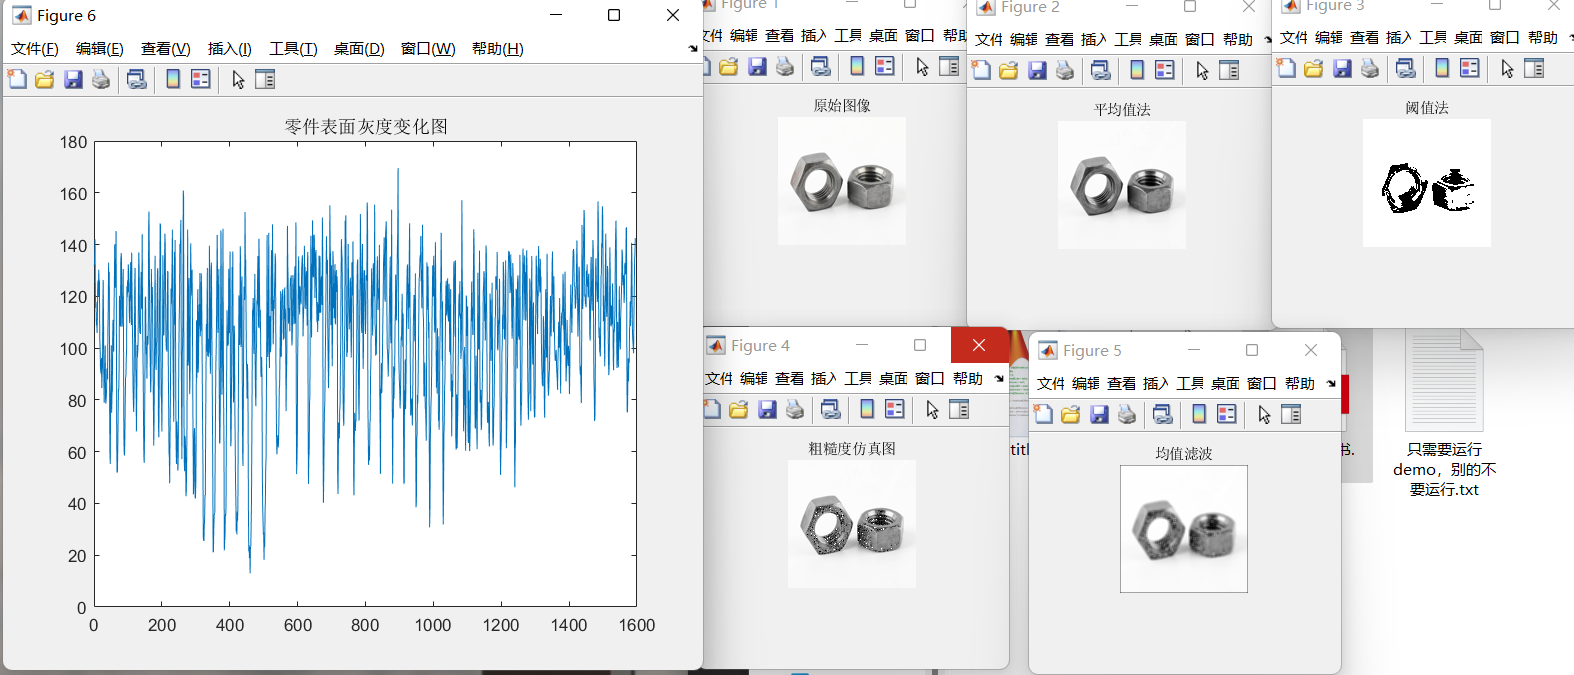 Figure 6
文件(F) 编辑(E) 查看(V) 插入(I) 工具(T) 桌面(D) 窗口(W) 帮助(H)
零件表面灰度变化图
180
160
140
120
100
80
60
40
20
0
0 200 400 600 800 1000 1200 1400 1600
Figure 1
文件 编辑 查看 插入 工具 桌面 窗口 帮助
原始图像
Figure 2
文件 编辑 查看 插入 工具 桌面 窗口 帮助
平均值法
Figure 3
文件 编辑 查看 插入 工具 桌面 窗口 帮助
阈值法
Figure 4
文件 编辑 查看 插入 工具 桌面 窗口 帮助
粗糙度仿真图
Figure 5
文件 编辑 查看 插入 工具 桌面 窗口 帮助
均值滤波
titl
书.
只需要运行
demo，别的不
要运行.txt